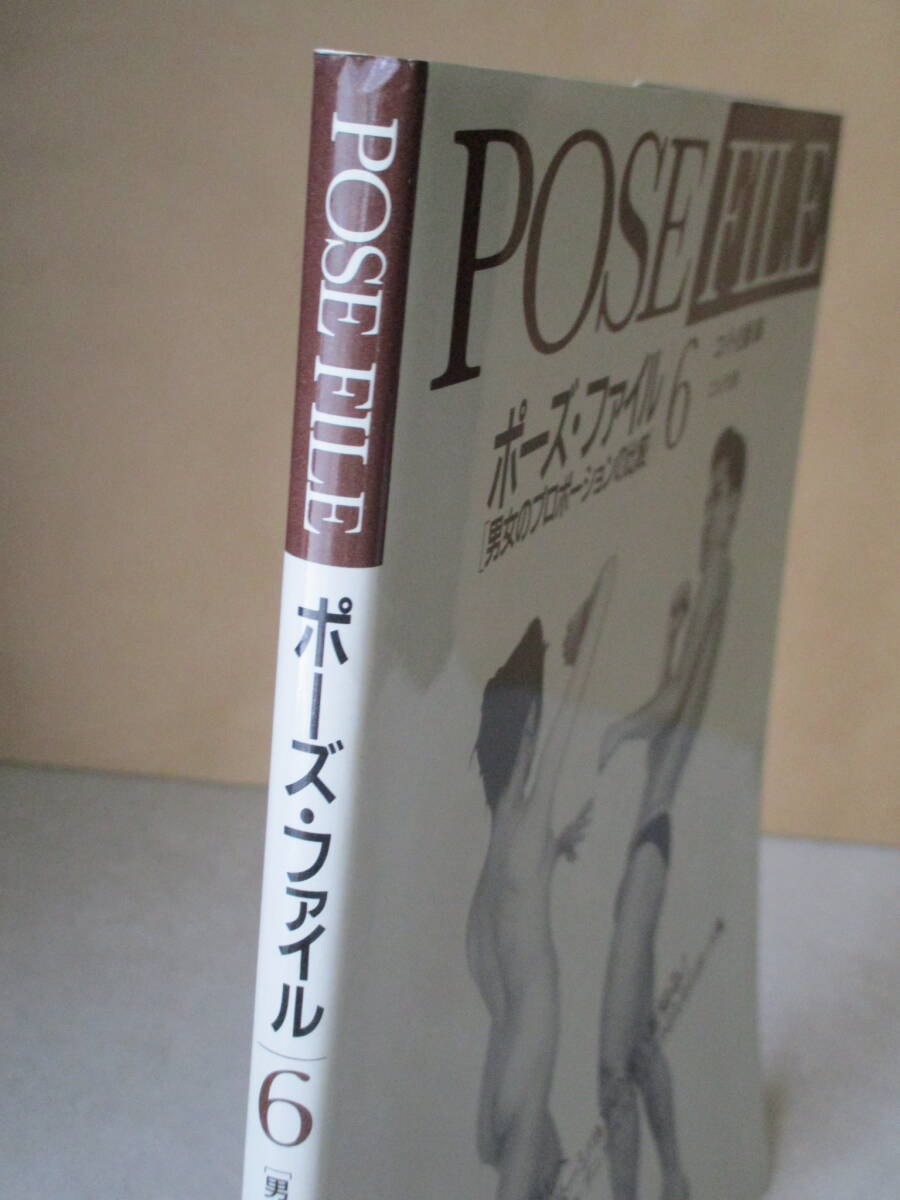 POSE FILE
ポーズ・ファイル
6
[男
POSE FILE
ポーズ・ファイル 6
[男女のプロポーションの比較